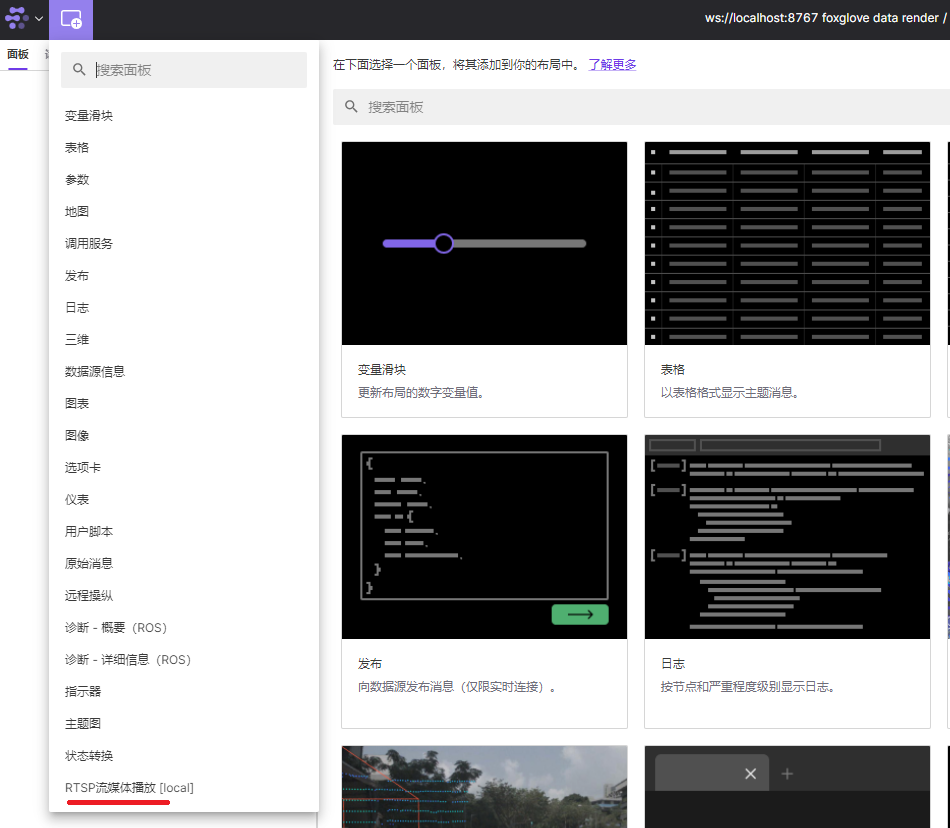 ws://localhost:8767 foxglove data render /
面板
搜索面板
变量滑块
表格
参数
地图
调用服务
发布
日志
三维
数据源信息
图表
图像
选项卡
仪表
用户脚本
原始消息
远程操纵
诊断 - 概要（ROS）
诊断 - 详细信息（ROS）
指示器
主题图
状态转换
RTSP流媒体播放 [local]
在下面选择一个面板，将其添加到你的布局中。 了解更多
搜索面板
变量滑块
更新布局的数字变量值。
表格
以表格格式显示主题消息。
发布
向数据源发布消息（仅限实时连接）。
日志
按节点和严重程度级别显示日志。